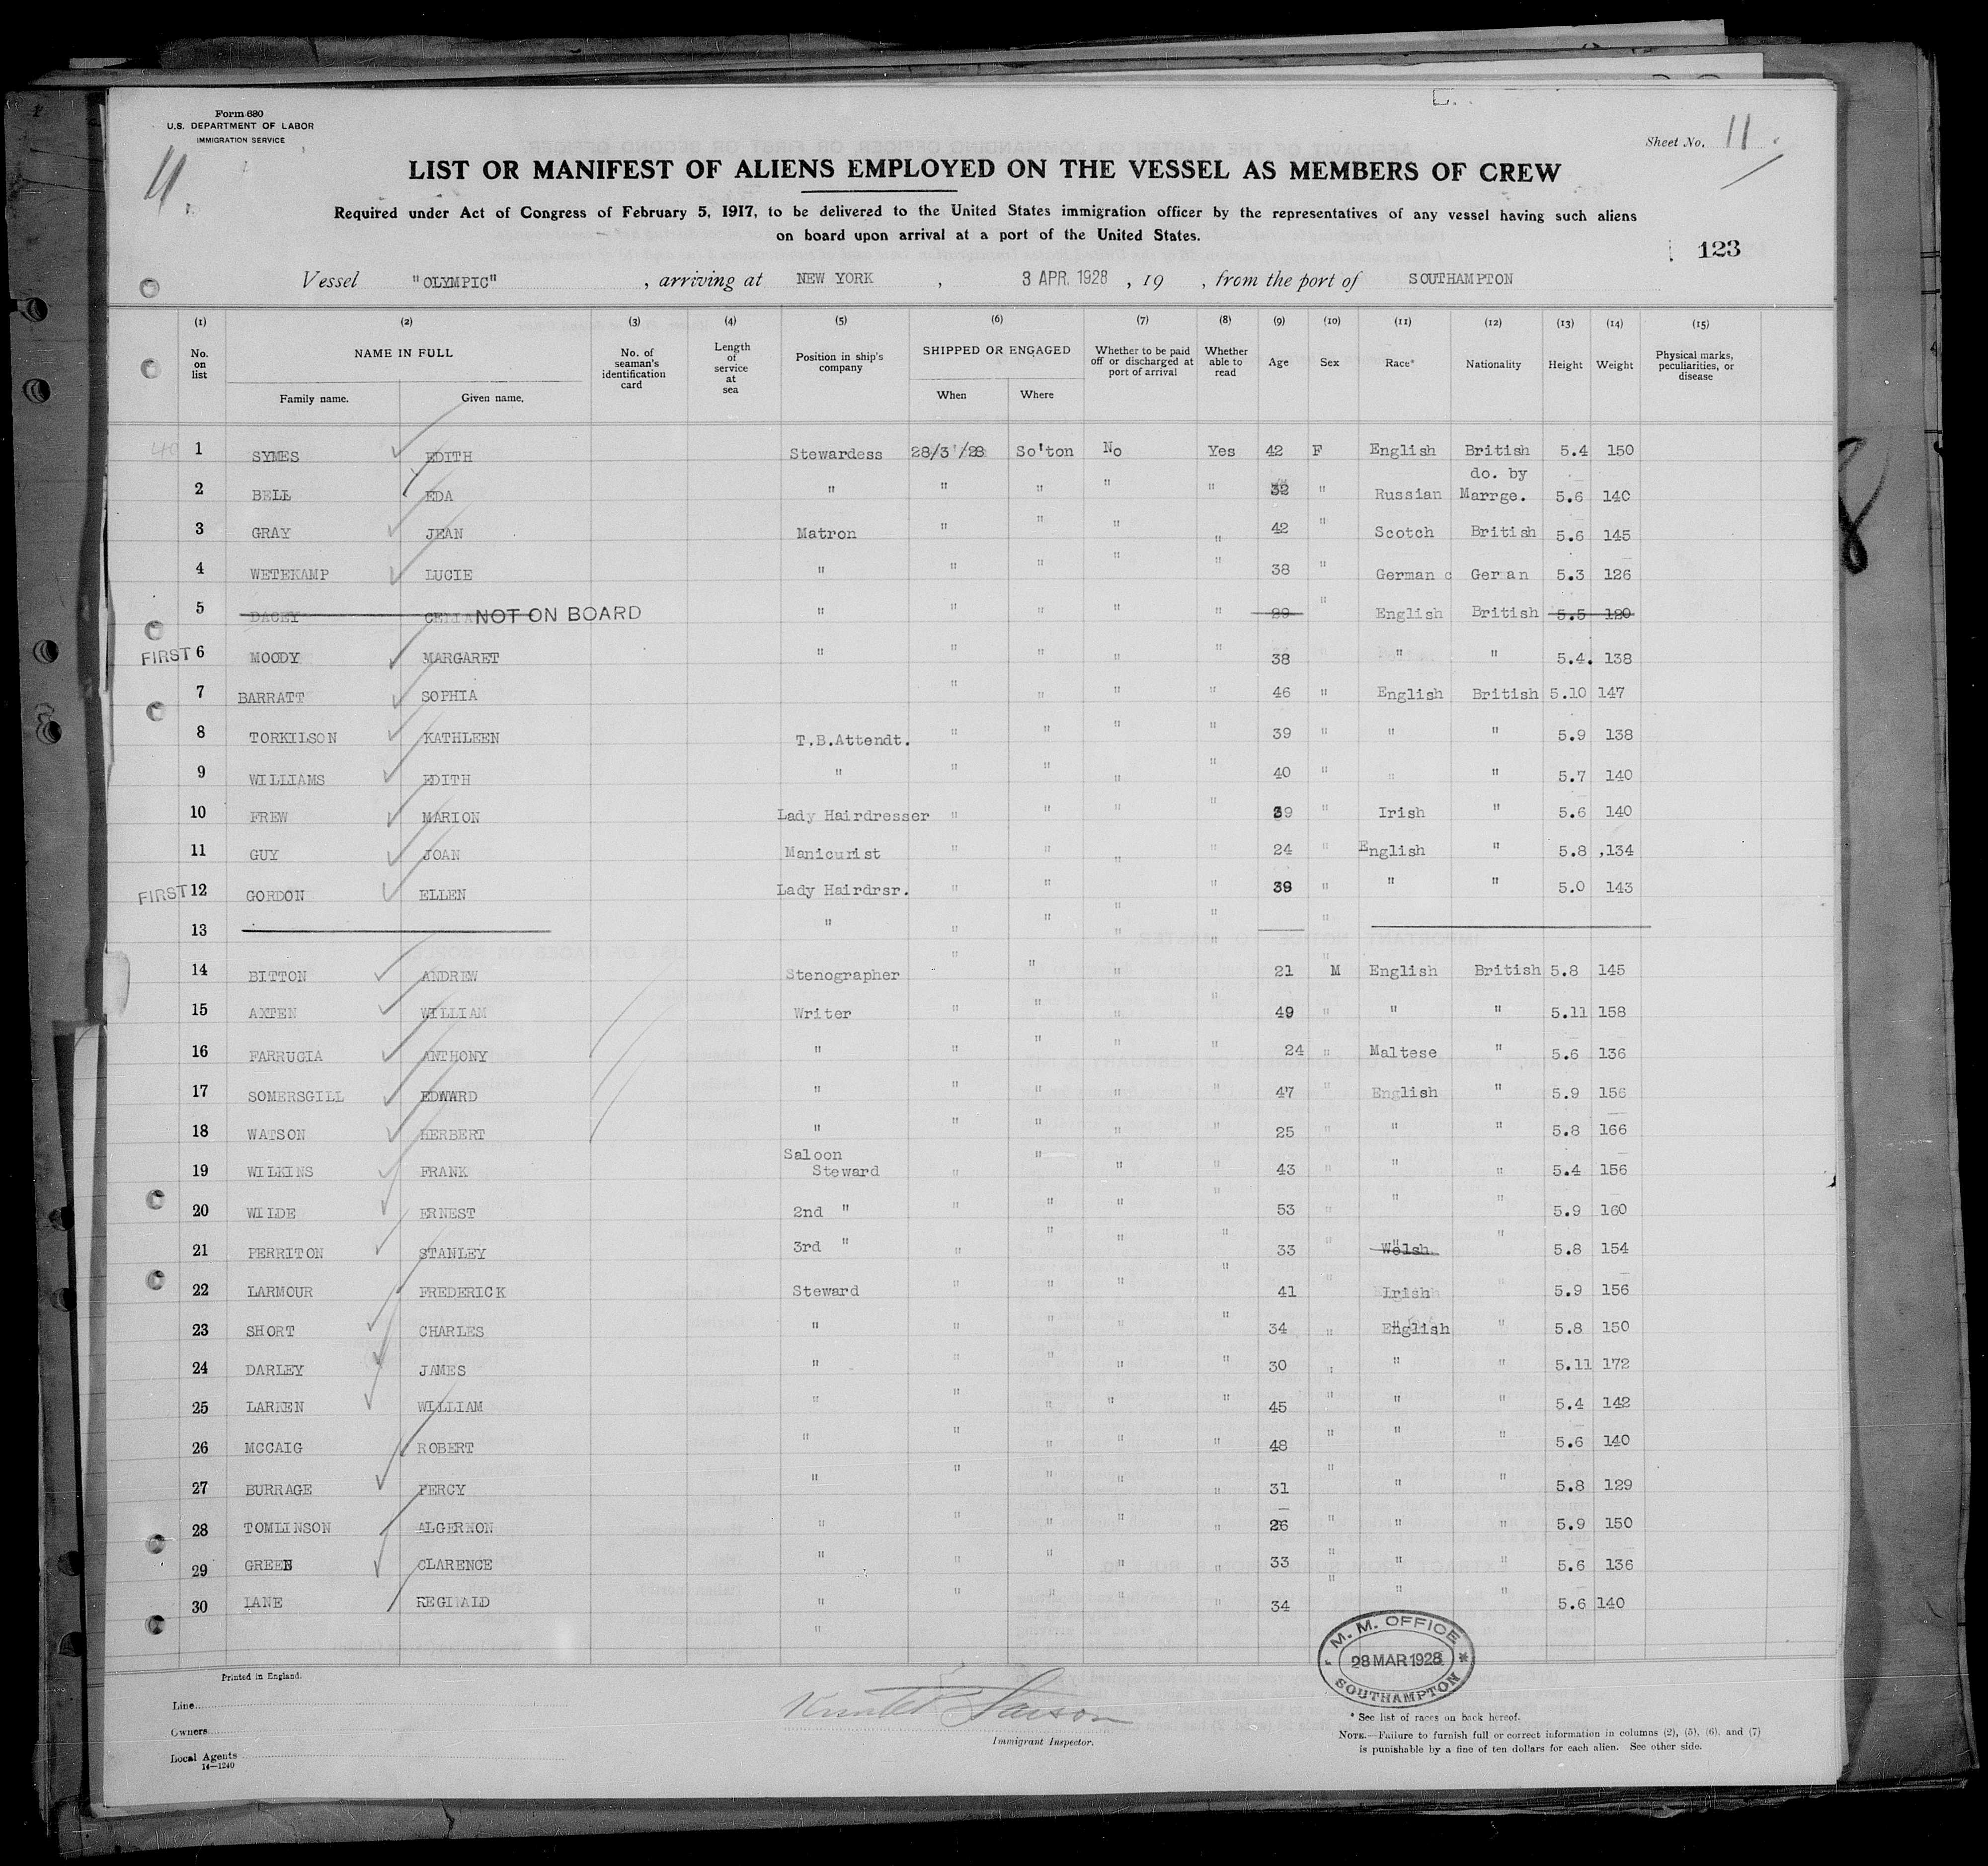 Form 680
U.S. DEPARTMENT OF LABOR
IMMIGRATION SERVICE
Sheet No. 11
LIST OR MANIFEST OF ALIENS EMPLOYED ON THE VESSEL AS MEMBERS OF CREW
Required under Act of Congress of February 5, 1917, to be delivered to the United States immigration officer by the representatives of any vessel having such aliens
on board upon arrival at a port of the United States.
123
Vessel "OLYMPIC" , arriving at NEW YORK , 3 APR. 1928 , 19 , from the port of SOUTHAMPTON
(1) (2) (3) (4) (5) (6) (7) (8) (9) (10) (11) (12) (13) (14) (15)
No. on list NAME IN FULL Family name. Given name. No. of seaman's identification card Length of service at sea Position in ship's company SHIPPED OR ENGAGED When Where Whether to be paid off or discharged at port of arrival Whether able to read Age Sex Race* Nationality Height Weight Physical marks, peculiarities, or disease
1 SYMES EDITH Stewardess 28/3/28 So'ton No Yes 42 F English British 5.4 150
2 BELL EDA " " " " " 32 " Russian do. by Marrge. 5.6 140
3 GRAY JEAN Matron " " " " 42 " Scotch British 5.6 145
4 WETEKAMP LUCIE " " " " " 38 " German Ger an 5.3 126
5 DACEY CELIA NOT ON BOARD " " " " " 29 " English British 5.5 120
FIRST 6 MOODY MARGARET " " " " " 38 " " 5.4. 138
7 BARRATT SOPHIA " " " " 46 " English British 5.10 147
8 TORKILSON KATHLEEN T.B.Attendt. " " " " 39 " " " 5.9 138
9 WILLIAMS EDITH " " " " " 40 " " " 5.7 140
10 FREW MARION Lady Hairdresser " " " " 39 " Irish " 5.6 140
11 GUY JOAN Manicurist " " " " 24 " English " 5.8 ,134
FIRST 12 GORDON ELLEN Lady Hairdrsr. " " " 39 " " " 5.0 143
13 " " " " " "
14 BITTON ANDREW Stenographer " " " " 21 M English British 5.8 145
15 AXTEN WILLIAM Writer " " " " 49 " " " 5.11 158
16 FARRUGIA ANTHONY " " " " " 24 " Maltese " 5.6 136
17 SOMERSGILL EDWWRD " " " " " 47 " English " 5.9 156
18 WATSON HERBERT " " " " " 25 " " " 5.8 166
19 WILKINS FRANK Saloon Steward " " " " 43 " " " 5.4 156
20 WILDE ERNEST 2nd " " " " " 53 " " " 5.9 160
21 PERRITON STANLEY 3rd " " " " " 33 " Welsh " 5.8 154
22 LARMOUR FREDERICK Steward " " " " 41 " Irish 5.9 156
23 SHORT CHARLES " " " " " 34 " English " 5.8 150
24 DARLEY JAMES " " " " " 30 " " " 5.11 172
25 LARKEN WILLIAM " " " " " 45 " " " 5.4 142
26 MCCAIG ROBERT " " " " " 48 " " " 5.6 140
27 BURRAGE PERCY " " " " " 31 " " " 5.8 129
28 TOMLINSON ALGERNON " " " " " 26 " " " 5.9 150
29 GREEN CLARENCE " " " " " 33 " " " 5.6 136
30 LANE REGINALD " " " " " 34 " " " 5.6 140
"
M. M. OFFICE
28 MAR 1928
SOUTHAMPTON
Printed in England.
Line
Owners
Local Agents
14—1240
Immigrant Inspector.
* See list of races on back hereof.
NOTE.—Failure to furnish full or correct information in columns (2), (5), (6), and (7)
is punishable by a fine of ten dollars for each alien. See other side.